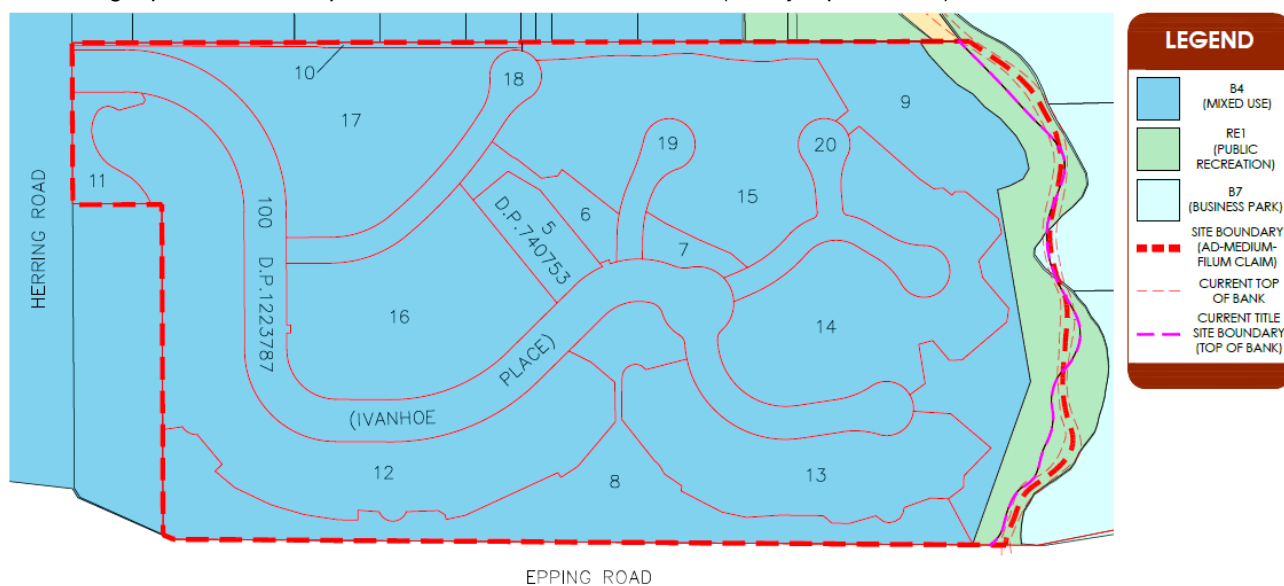 10
18
17
9
19
20
11
15
6
100 D.P.1223787
5
D.P.740753
7
HERRING ROAD
16
14
PLACE)
(IVANHOE
12
8
13
EPPING ROAD
LEGEND
B4
(MIXED USE)
RE1
(PUBLIC
RECREATION)
B7
(BUSINESS PARK)
SITE BOUNDARY
(AD-MEDIUM-
FILUM CLAIM)
CURRENT TOP
OF BANK
CURRENT TITLE
SITE BOUNDARY
(TOP OF BANK)